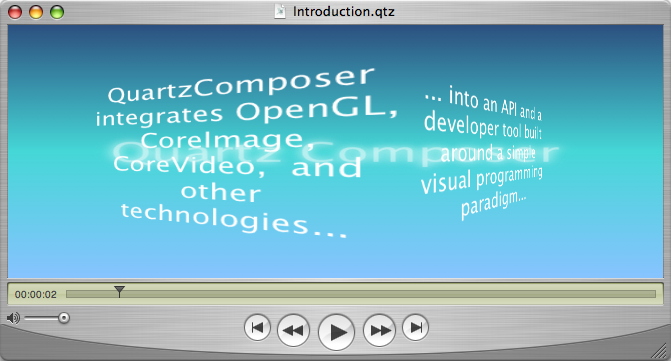 Introduction.qtz
QuartzComposer
integrates OpenGL,
CoreImage,
CoreVideo, and
other
technologies...
... into an API and a
developer tool built
around a simple
visual programming
paradigm...
Quartz Composer
00:00:02